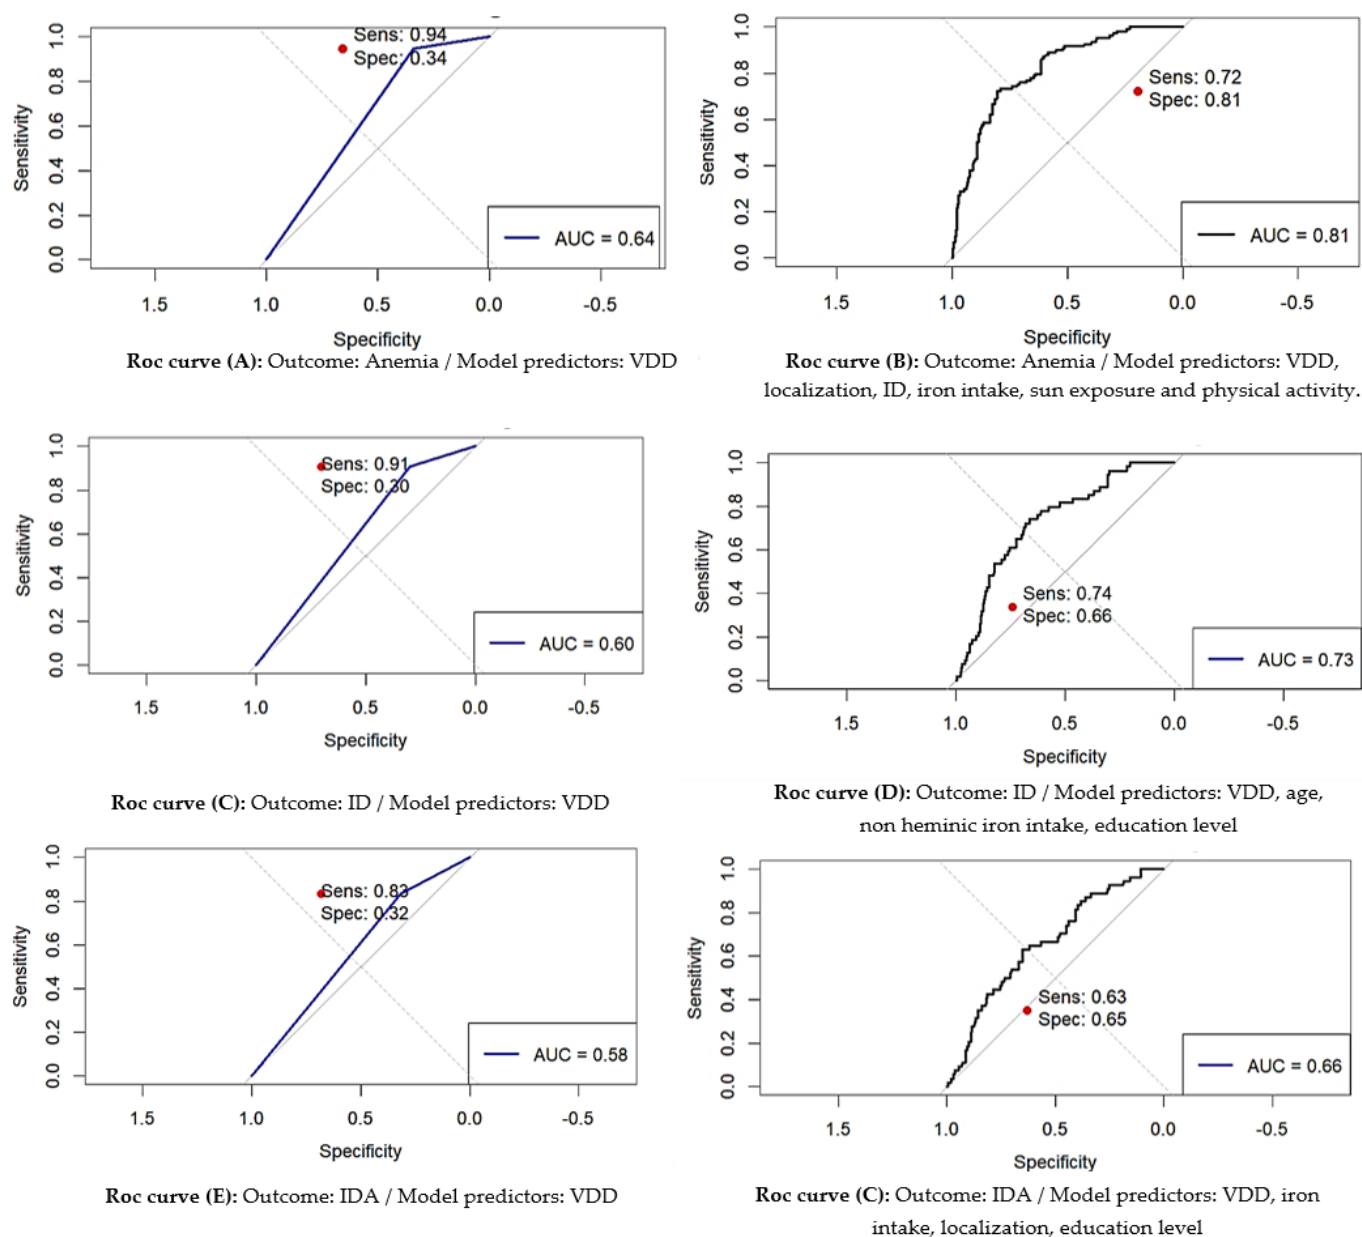 Sens: 0.94
Spec: 0.34
1.0
0.8
0.6
0.4
0.2
0.0
Sensitivity
AUC = 0.64
1.5 1.0 0.5 0.0 -0.5
Specificity
Roc curve (A): Outcome: Anemia / Model predictors: VDD
Sens: 0.72
Spec: 0.81
1.0
0.8
0.6
0.4
0.2
0.0
Sensitivity
AUC = 0.81
1.5 1.0 0.5 0.0 -0.5
Specificity
Roc curve (B): Outcome: Anemia / Model predictors: VDD,
localization, ID, iron intake, sun exposure and physical activity.
Sens: 0.91
Spec: 0.30
1.0
0.8
0.6
0.4
0.2
0.0
Sensitivity
AUC = 0.60
1.5 1.0 0.5 0.0 -0.5
Specificity
Roc curve (C): Outcome: ID / Model predictors: VDD
Sens: 0.74
Spec: 0.66
1.0
0.8
0.6
0.4
0.2
0.0
Sensitivity
AUC = 0.73
1.5 1.0 0.5 0.0 -0.5
Specificity
Roc curve (D): Outcome: ID / Model predictors: VDD, age,
non heminic iron intake, education level
Sens: 0.83
Spec: 0.32
1.0
0.8
0.6
0.4
0.2
0.0
Sensitivity
AUC = 0.58
1.5 1.0 0.5 0.0 -0.5
Specificity
Roc curve (E): Outcome: IDA / Model predictors: VDD
Sens: 0.63
Spec: 0.65
1.0
0.8
0.6
0.4
0.2
0.0
Sensitivity
AUC = 0.66
1.5 1.0 0.5 0.0 -0.5
Specificity
Roc curve (C): Outcome: IDA / Model predictors: VDD, iron
intake, localization, education level